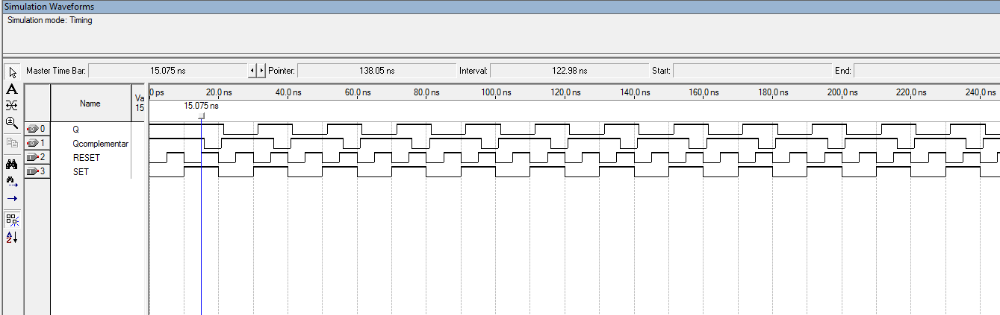 Simulation Waveforms
Simulation mode: Timing
Master Time Bar: 15.075 ns Pointer: 138.05 ns Interval: 122.98 ns Start: End:
Name Va 15
0 ps 20.0 ns 40.0 ns 60.0 ns 80.0 ns 100.0 ns 120.0 ns 140.0 ns 160.0 ns 180.0 ns 200.0 ns 220.0 ns 240.0 ns
15.075 ns
0 Q
1 Qcomplementar
2 RESET
3 SET